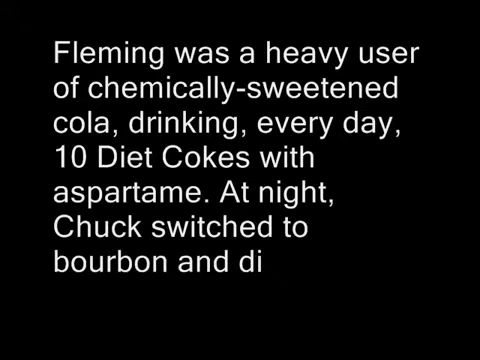 Fleming was a heavy user
of chemically-sweetened
cola, drinking, every day,
10 Diet Cokes with
aspartame. At night,
Chuck switched to
bourbon and di